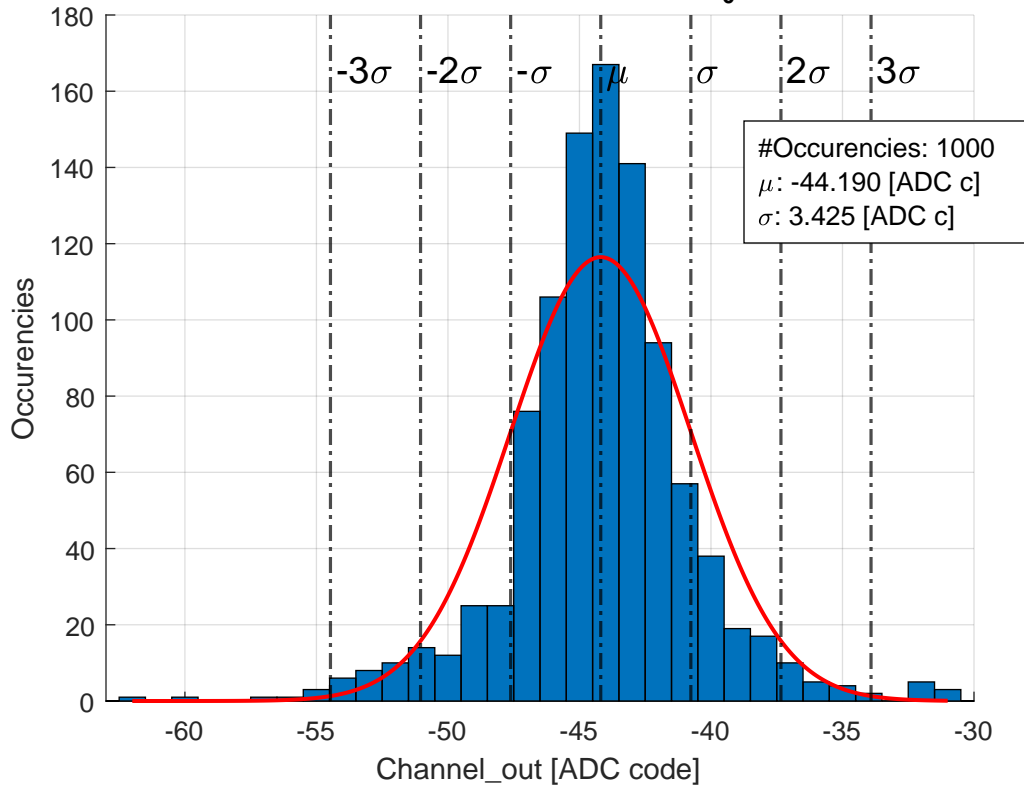 180
160
140
120
100
80
60
40
20
0
-3σ
-2σ
-σ
μ
σ
2σ
3σ
#Occurencies: 1000
μ: -44.190 [ADC c]
σ: 3.425 [ADC c]
Occurencies
-60
-55
-50
-45
-40
-35
-30
Channel_out [ADC code]